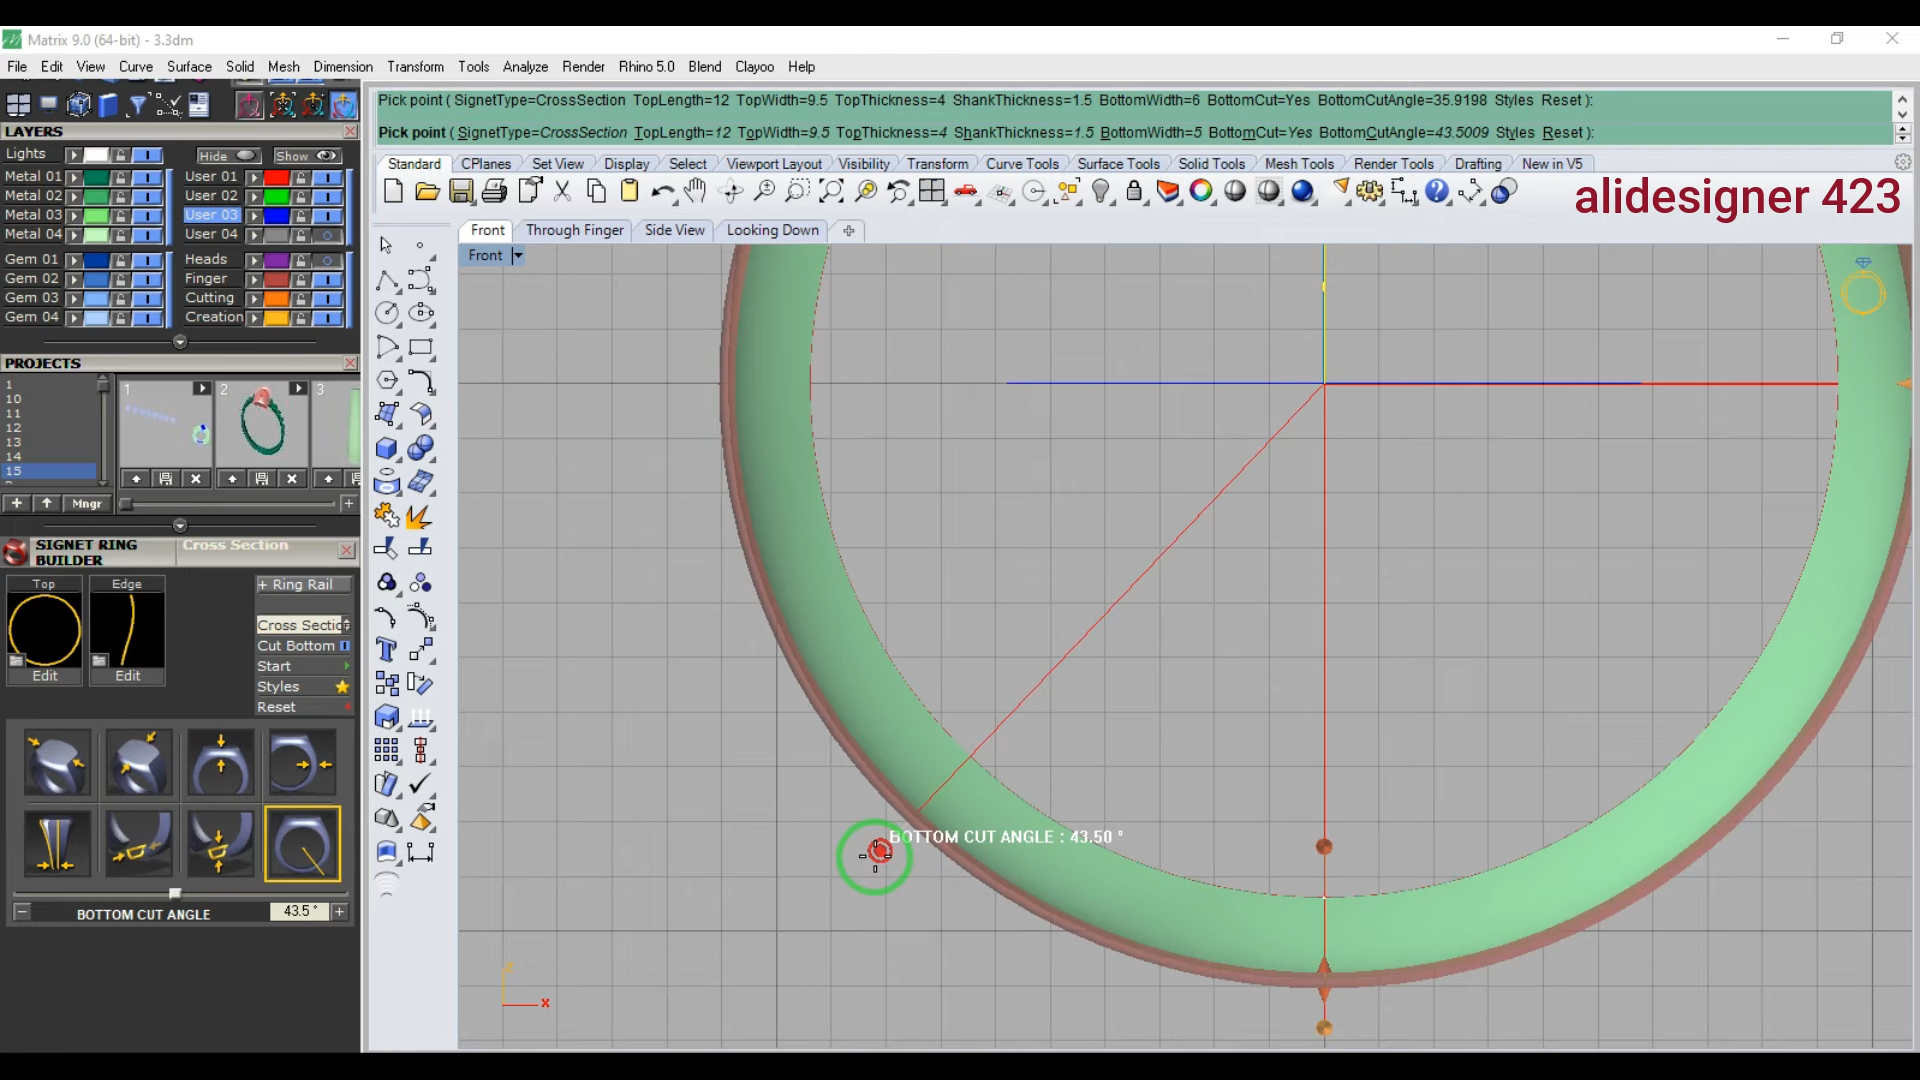 Matrix 9.0 (64-bit) - 3.3dm
File Edit View Curve Surface Solid Mesh Dimension Transform Tools Analyze Render Rhino 5.0 Blend Clayoo Help
Pick point ( SignetType=CrossSection TopLength=12 TopWidth=9.5 TopThickness=4 ShankThickness=1.5 BottomWidth=6 BottomCut=Yes BottomCutAngle=35.9198 Styles Reset ):
Pick point ( SignetType=CrossSection TopLength=12 TopWidth=9.5 TopThickness=4 ShankThickness=1.5 BottomWidth=5 BottomCut=Yes BottomCutAngle=43.5009 Styles Reset ):
Standard CPlanes Set View Display Select Viewport Layout Visibility Transform Curve Tools Surface Tools Solid Tools Mesh Tools Render Tools Drafting New in V5
alidesigner 423
Front Through Finger Side View Looking Down
Front
LAYERS
Lights Hide Show
Metal 01 User 01
Metal 02 User 02
Metal 03 User 03
Metal 04 User 04
Gem 01 Heads
Gem 02 Finger
Gem 03 Cutting
Gem 04 Creation
PROJECTS
1
10
11
12
13
14
15
1 2 3
Mngr
SIGNET RING
BUILDER
Cross Section
Top Edge
+ Ring Rail
Cross Sectio
Cut Bottom
Start
Styles
Reset
Edit Edit
BOTTOM CUT ANGLE 43.5 °
BOTTOM CUT ANGLE : 43.50 °
x